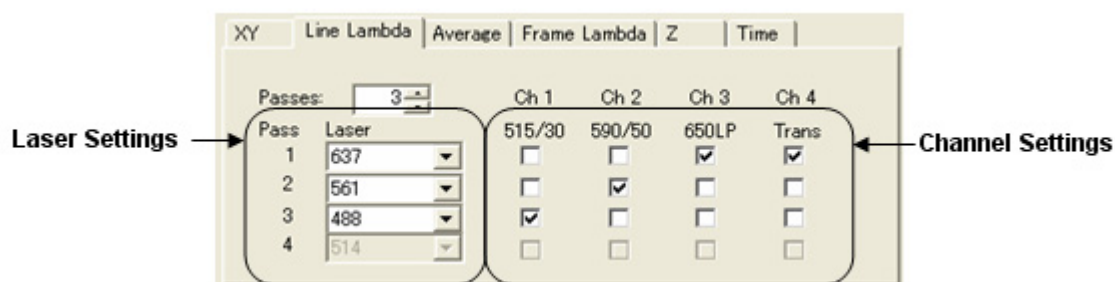 XY Line Lambda Average Frame Lambda Z Time
Passes: 3 Ch 1 Ch 2 Ch 3 Ch 4
Pass Laser 515/30 590/50 650LP Trans
Laser Settings
Channel Settings
1 637
2 561
3 488
4 514